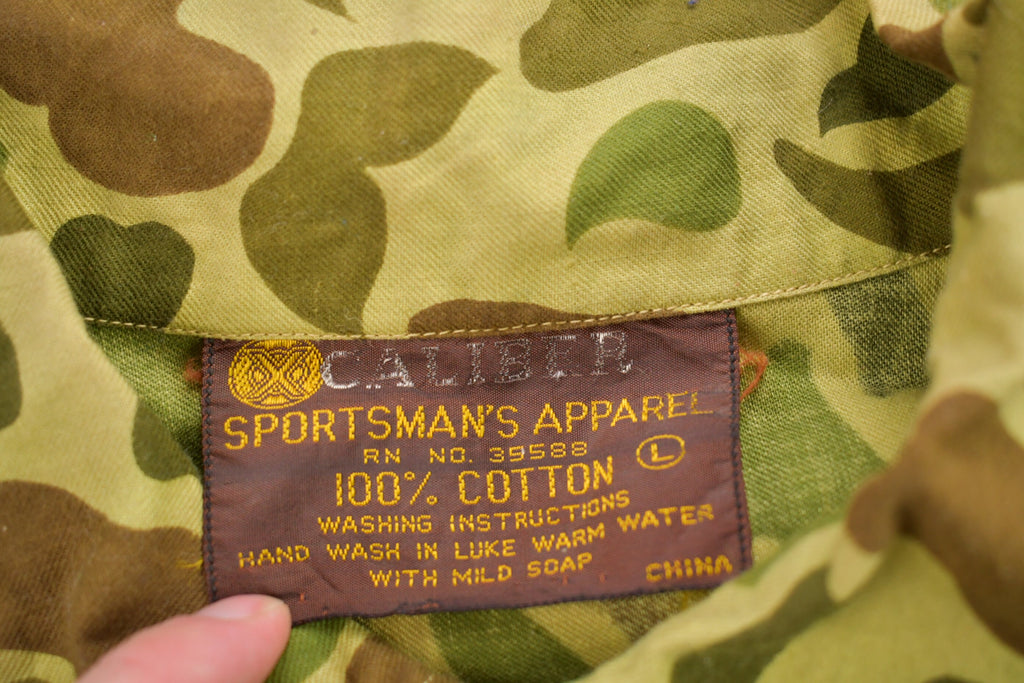 CALIBER
SPORTSMAN'S APPAREL
RN NO. 39588 L
100% COTTON
WASHING INSTRUCTIONS
HAND WASH IN LUKE WARM WATER
WITH MILD SOAP
CHINA